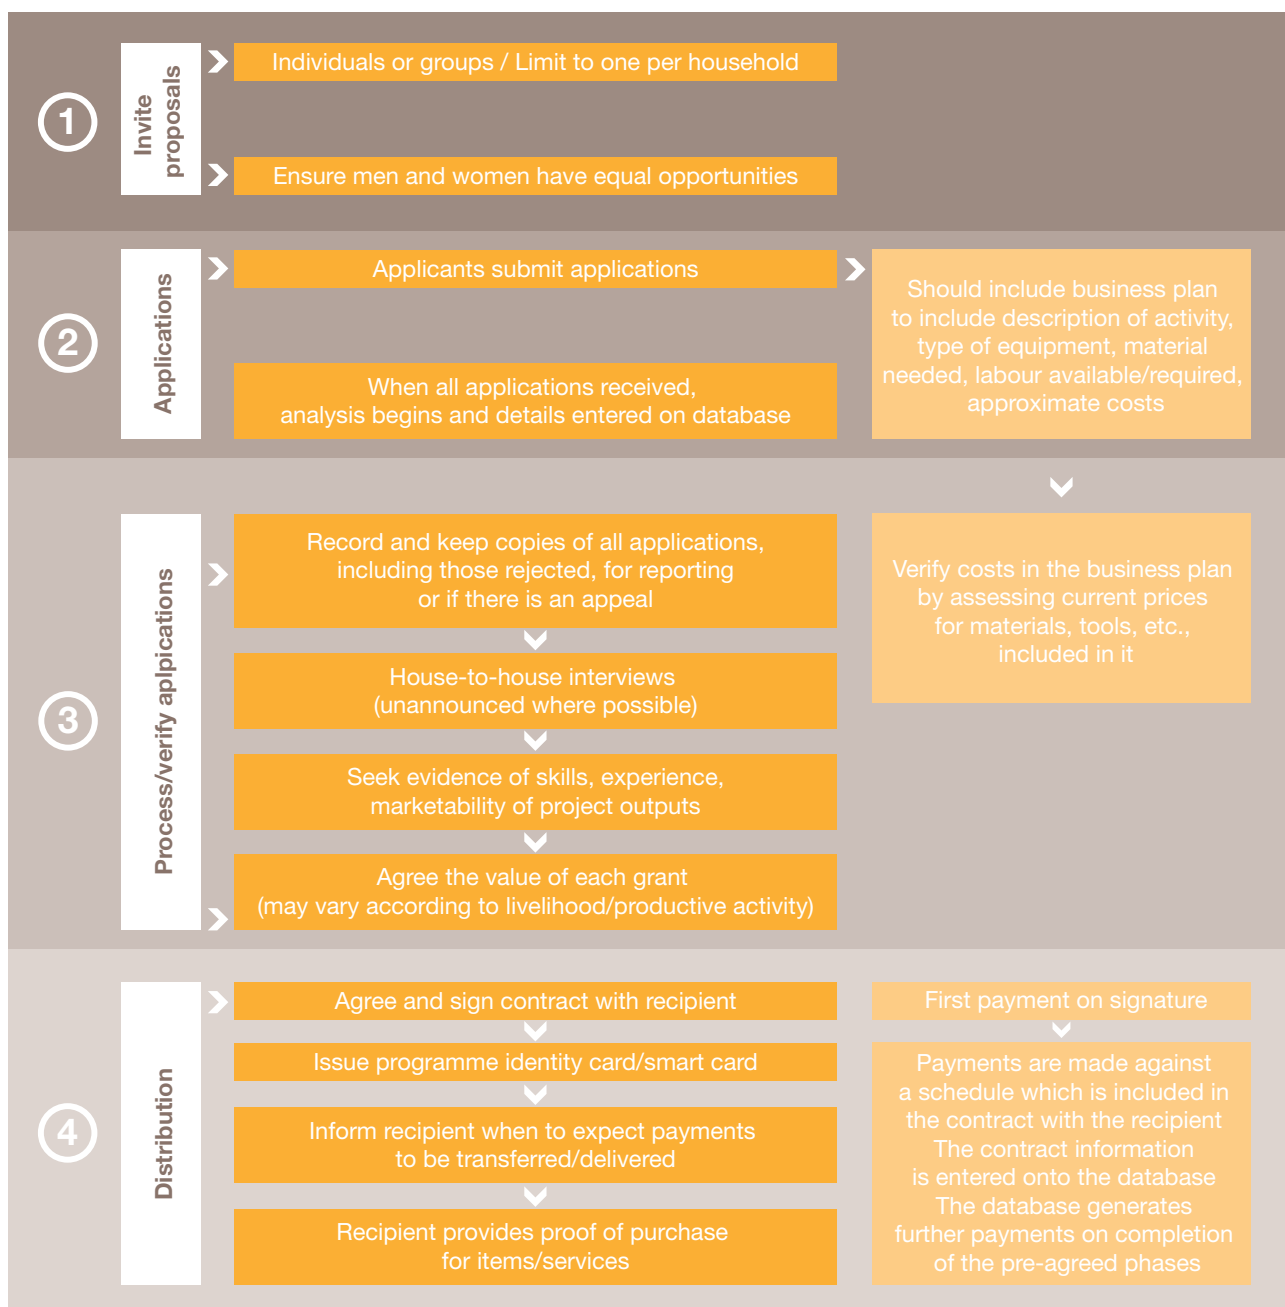 1
Invite
proposals
Individuals or groups / Limit to one per household
Ensure men and women have equal opportunities
2
Applications
Applicants submit applications
When all applications received,
analysis begins and details entered on database
Should include business plan
to include description of activity,
type of equipment, material
needed, labour available/required,
approximate costs
3
Process/verify aplpications
Record and keep copies of all applications,
including those rejected, for reporting
or if there is an appeal
House-to-house interviews
(unannounced where possible)
Seek evidence of skills, experience,
marketability of project outputs
Agree the value of each grant
(may vary according to livelihood/productive activity)
Verify costs in the business plan
by assessing current prices
for materials, tools, etc.,
included in it
4
Distribution
Agree and sign contract with recipient
Issue programme identity card/smart card
Inform recipient when to expect payments
to be transferred/delivered
Recipient provides proof of purchase
for items/services
First payment on signature
Payments are made against
a schedule which is included in
the contract with the recipient
The contract information
is entered onto the database
The database generates
further payments on completion
of the pre-agreed phases